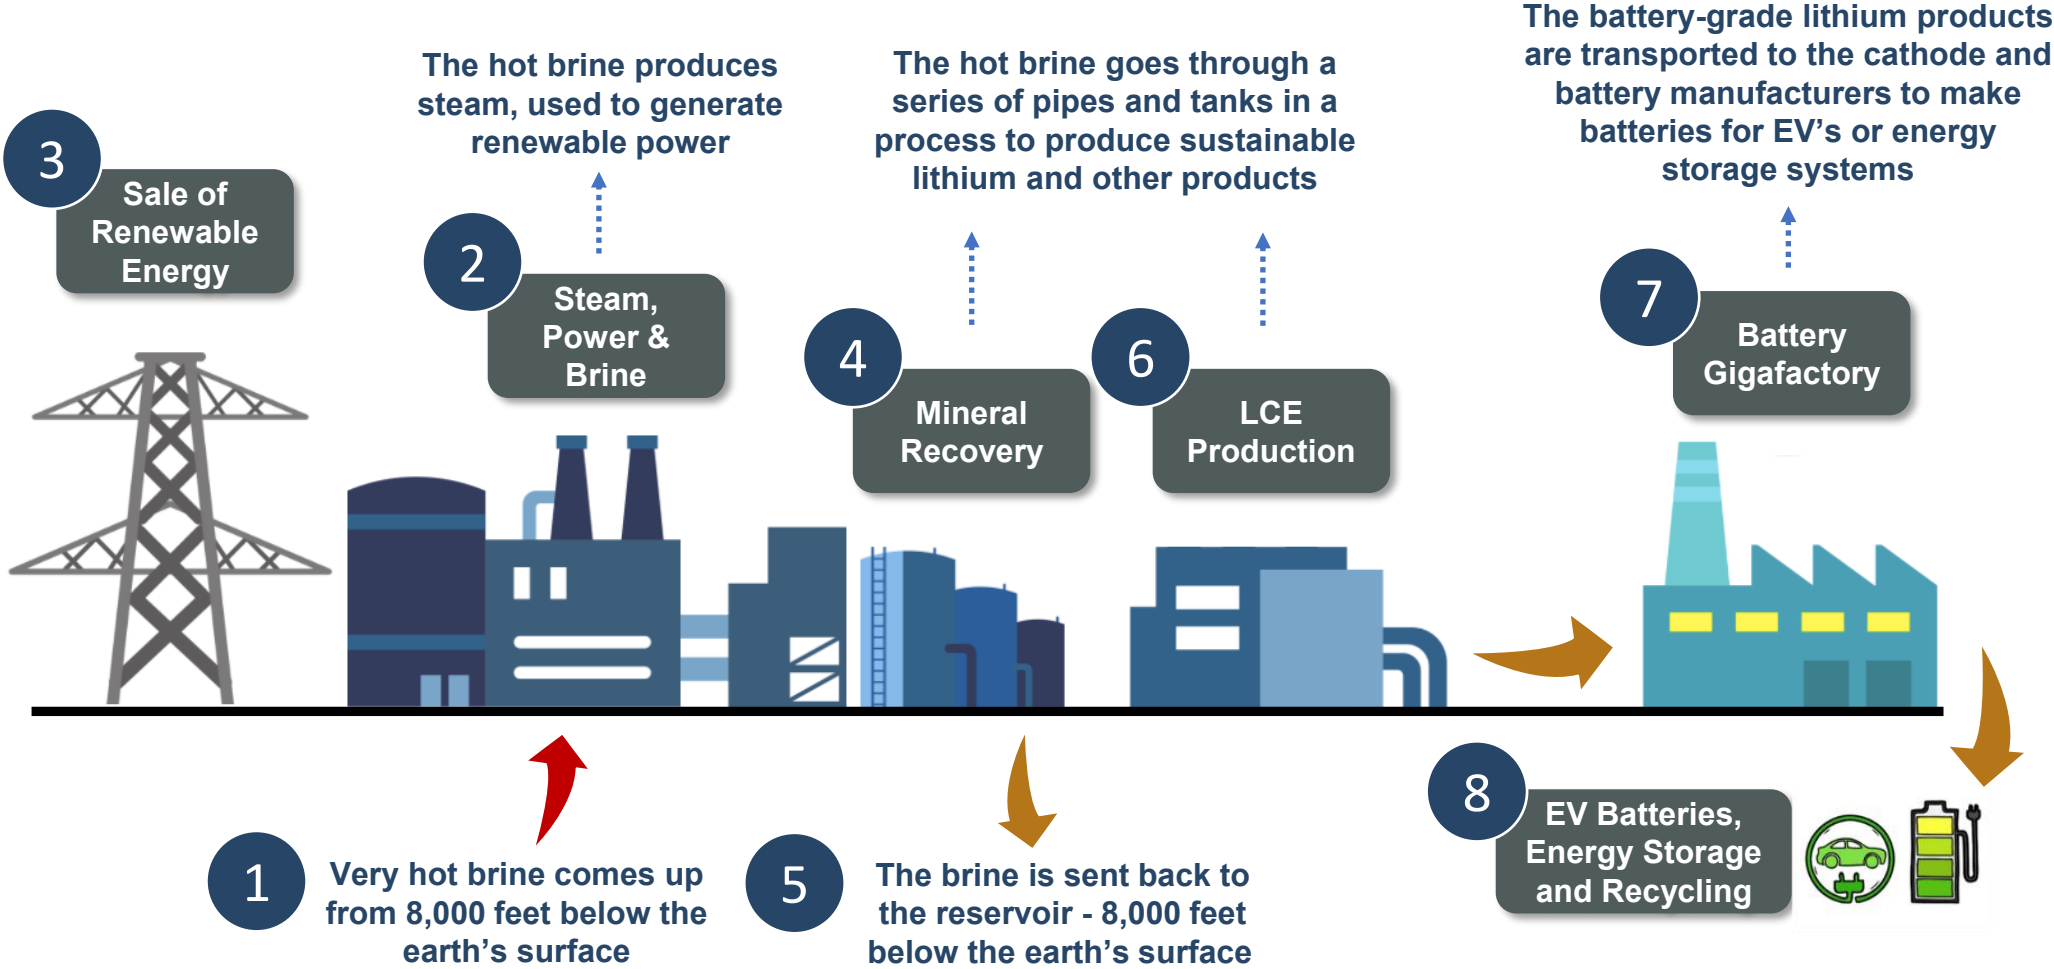 The battery-grade lithium products
are transported to the cathode and
battery manufacturers to make
batteries for EV's or energy
storage systems
The hot brine produces
steam, used to generate
renewable power
The hot brine goes through a
series of pipes and tanks in a
process to produce sustainable
lithium and other products
3
Sale of
Renewable
Energy
2
Steam,
Power &
Brine
4
Mineral
Recovery
6
LCE
Production
7
Battery
Gigafactory
1
Very hot brine comes up
from 8,000 feet below the
earth’s surface
5
The brine is sent back to
the reservoir - 8,000 feet
below the earth’s surface
8
EV Batteries,
Energy Storage
and Recycling